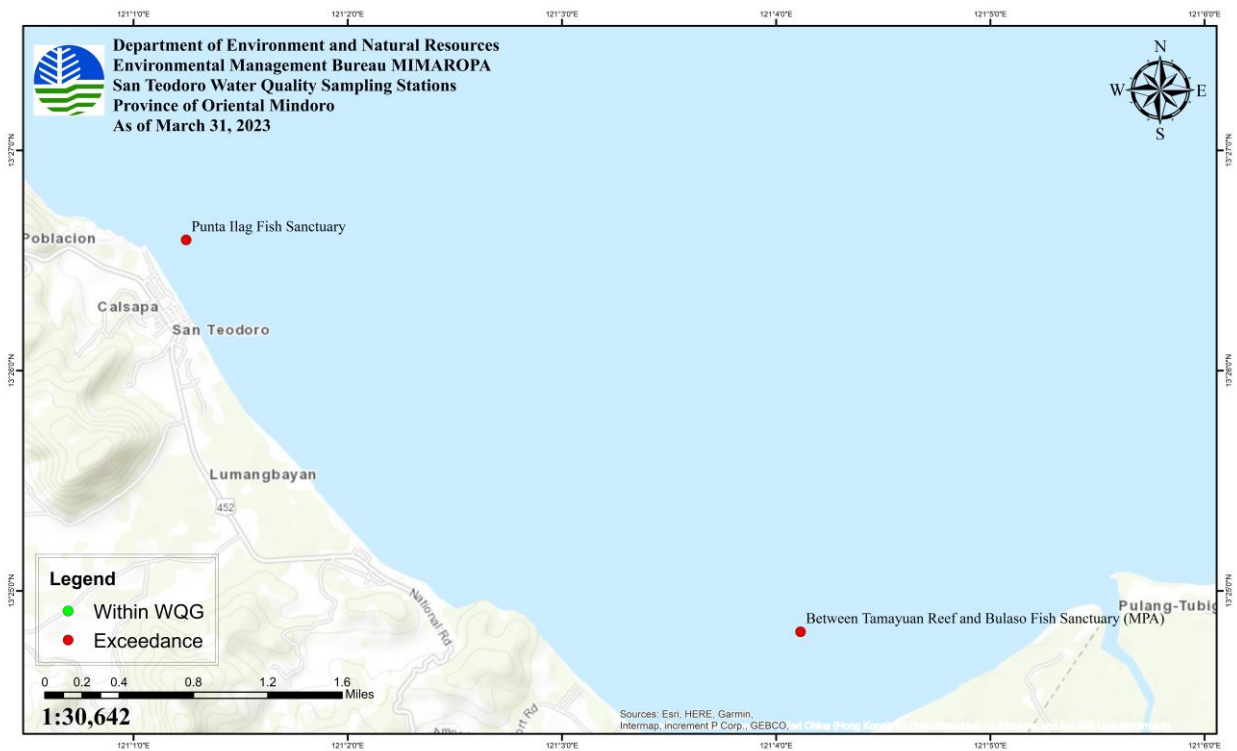 121°1'0"E
121°2'0"E
121°3'0"E
121°4'0"E
121°5'0"E
121°6'0"E
Department of Environment and Natural Resources
Environmental Management Bureau MIMAROPA
San Teodoro Water Quality Sampling Stations
Province of Oriental Mindoro
As of March 31, 2023
N
W
E
S
13°27'0"N
13°27'0"N
Punta Ilag Fish Sanctuary
Poblacion
Calsapa
San Teodoro
13°26'0"N
13°26'0"N
Lumangbayan
452
Legend
Within WQG
Exceedance
National Rd
13°25'0"N
13°25'0"N
Pulang-Tubig
Between Tamayuan Reef and Bulaso Fish Sanctuary (MPA)
0 0.2 0.4 0.8 1.2 1.6
Miles
1:30,642
Rd
Sources: Esri, HERE, Garmin,
Intermap, increment P Corp., GEBCO,
121°1'0"E
121°2'0"E
121°3'0"E
121°4'0"E
121°5'0"E
121°6'0"E